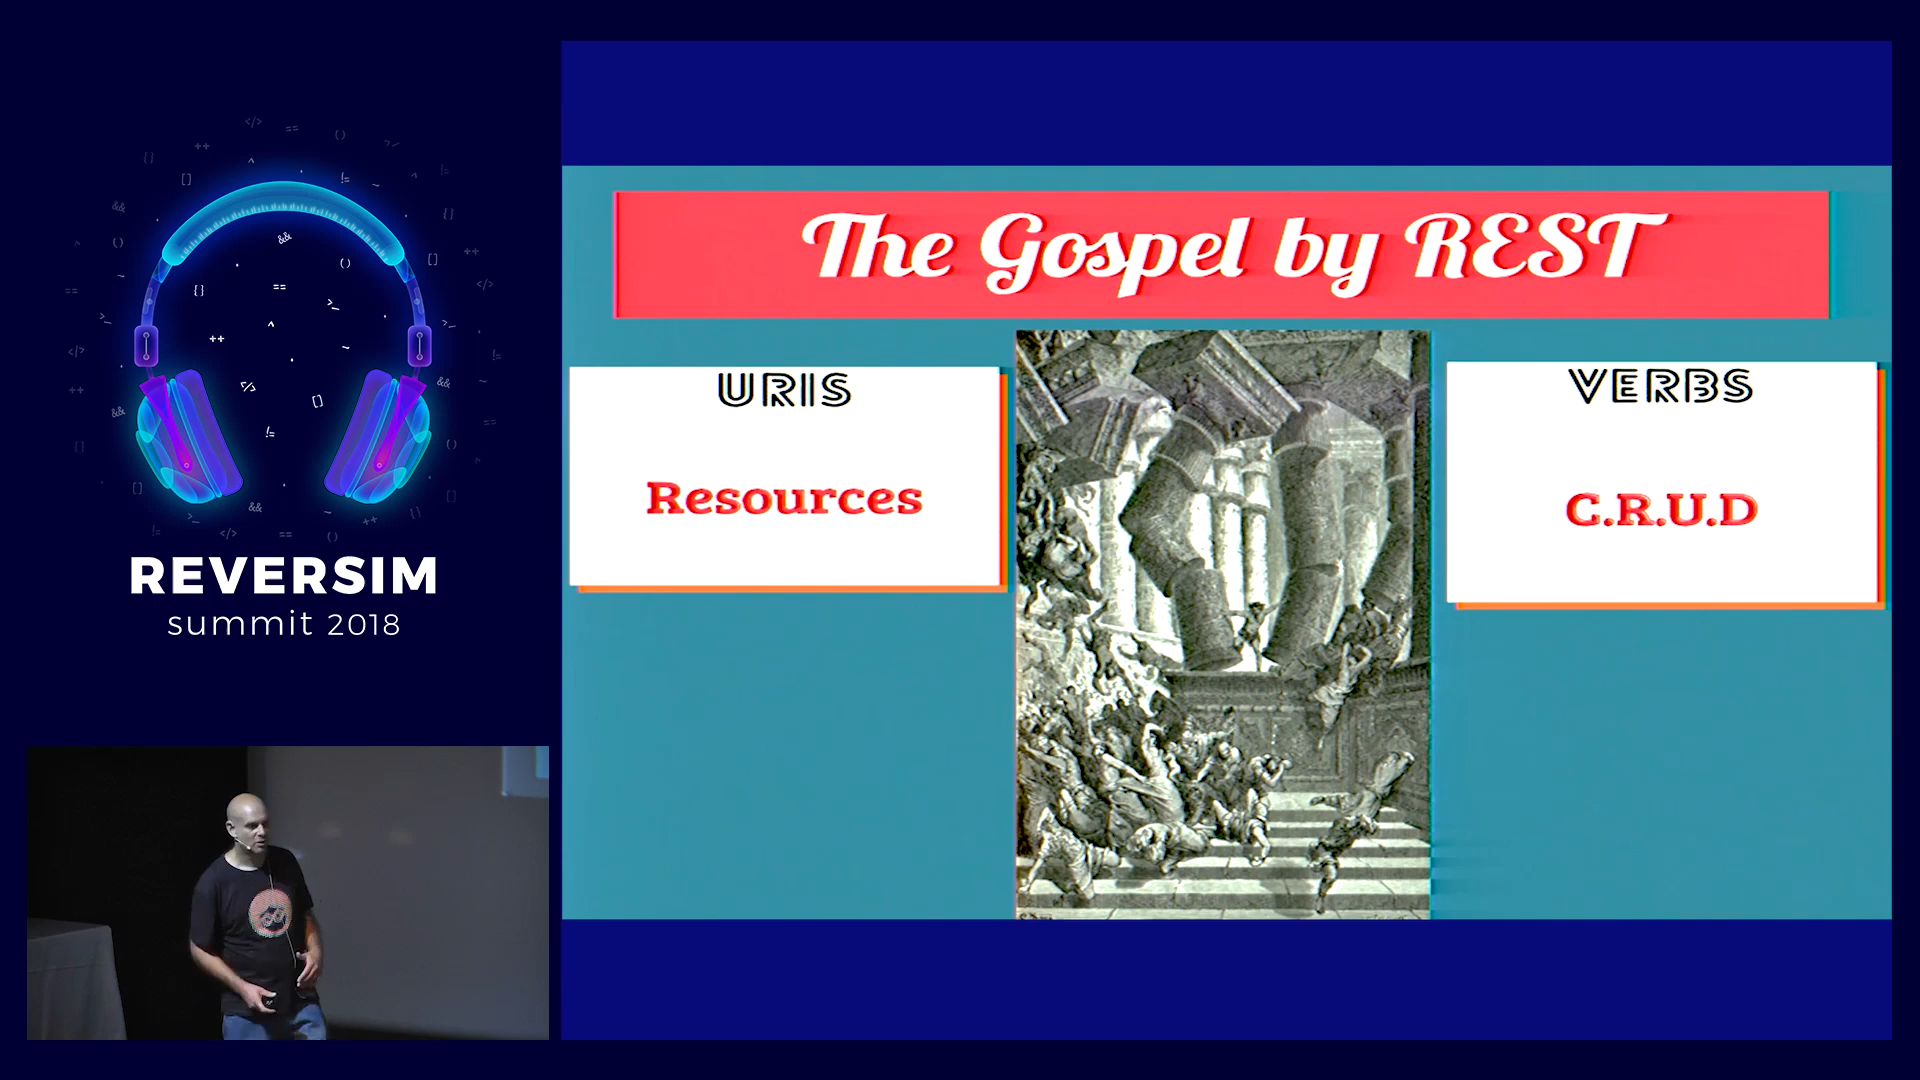 REVERSIM
summit 2018
The Gospel by REST
URIS
Resources
VERBS
C.R.U.D